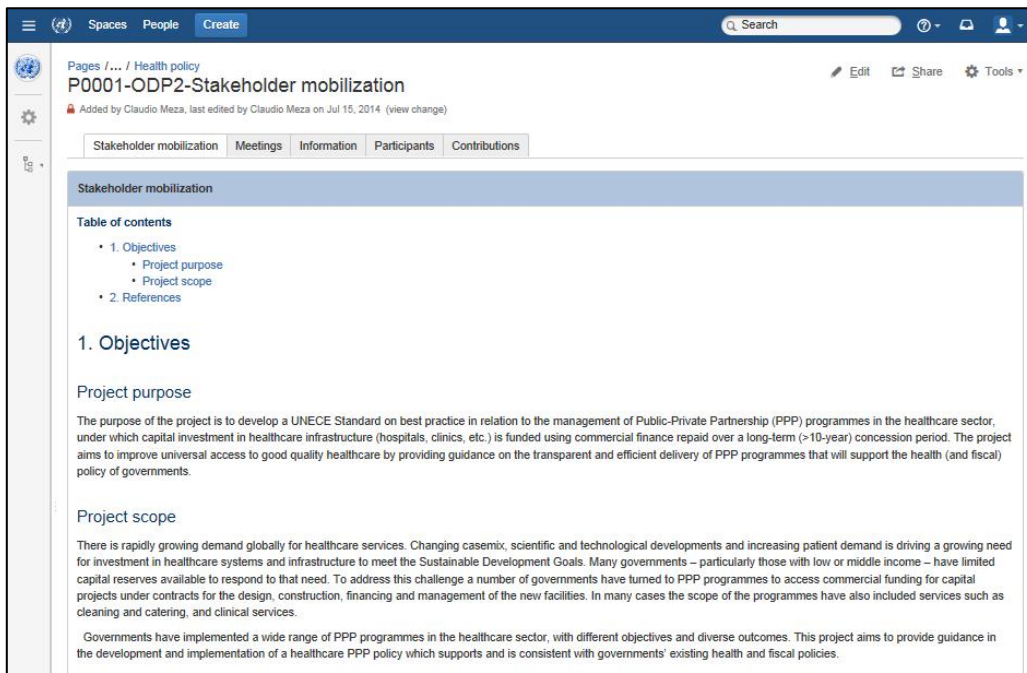 Spaces People Create Search
Pages /... / Health policy
P0001-ODP2-Stakeholder mobilization
Edit Share Tools
Added by Claudio Meza, last edited by Claudio Meza on Jul 15, 2014 (view change)
Stakeholder mobilization Meetings Information Participants Contributions
Stakeholder mobilization
Table of contents
• 1. Objectives
• Project purpose
• Project scope
• 2. References
1. Objectives
Project purpose
The purpose of the project is to develop a UNECE Standard on best practice in relation to the management of Public-Private Partnership (PPP) programmes in the healthcare sector,
under which capital investment in healthcare infrastructure (hospitals, clinics, etc.) is funded using commercial finance repaid over a long-term (>10-year) concession period. The project
aims to improve universal access to good quality healthcare by providing guidance on the transparent and efficient delivery of PPP programmes that will support the health (and fiscal)
policy of governments.
Project scope
There is rapidly growing demand globally for healthcare services. Changing casemix, scientific and technological developments and increasing patient demand is driving a growing need
for investment in healthcare systems and infrastructure to meet the Sustainable Development Goals. Many governments – particularly those with low or middle income – have limited
capital reserves available to respond to that need. To address this challenge a number of governments have turned to PPP programmes to access commercial funding for capital
projects under contracts for the design, construction, financing and management of the new facilities. In many cases the scope of the programmes have also included services such as
cleaning and catering, and clinical services.
Governments have implemented a wide range of PPP programmes in the healthcare sector, with different objectives and diverse outcomes. This project aims to provide guidance in
the development and implementation of a healthcare PPP policy which supports and is consistent with governments' existing health and fiscal policies.